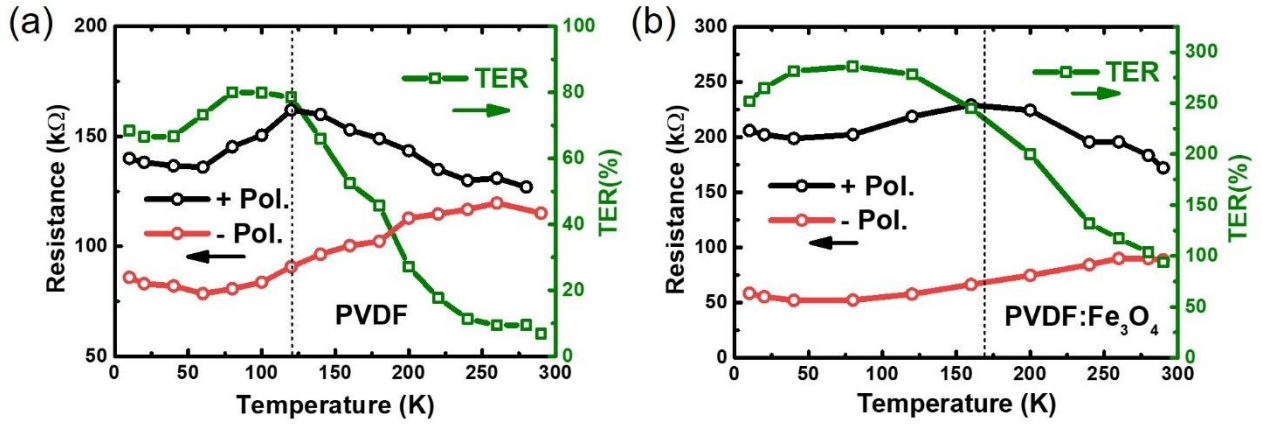 (a)
200
150
100
50
Resistance (kΩ)
100
80
60
40
20
0
TER(%)
TER
+ Pol.
- Pol.
PVDF
0 50 100 150 200 250 300
Temperature (K)
(b)
300
250
200
150
100
50
0
Resistance (kΩ)
300
250
200
150
100
50
0
TER(%)
TER
+ Pol.
- Pol.
PVDF:Fe₃O₄
0 50 100 150 200 250 300
Temperature (K)